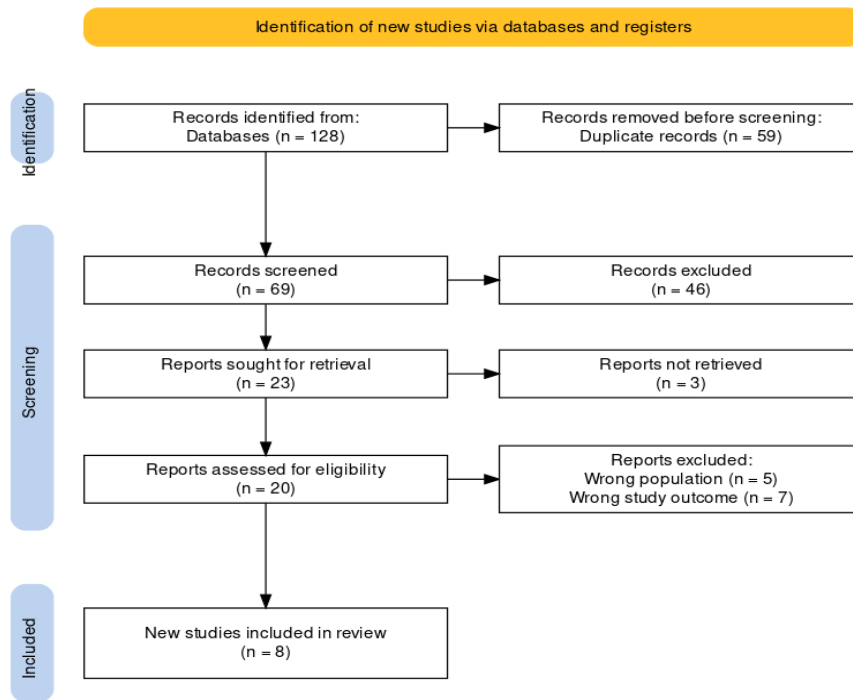 Identification of new studies via databases and registers
Identification
Records identified from:
Databases (n = 128)
Records removed before screening:
Duplicate records (n = 59)
Screening
Records screened
(n = 69)
Records excluded
(n = 46)
Reports sought for retrieval
(n = 23)
Reports not retrieved
(n = 3)
Reports assessed for eligibility
(n = 20)
Reports excluded:
Wrong population (n = 5)
Wrong study outcome (n = 7)
Included
New studies included in review
(n = 8)